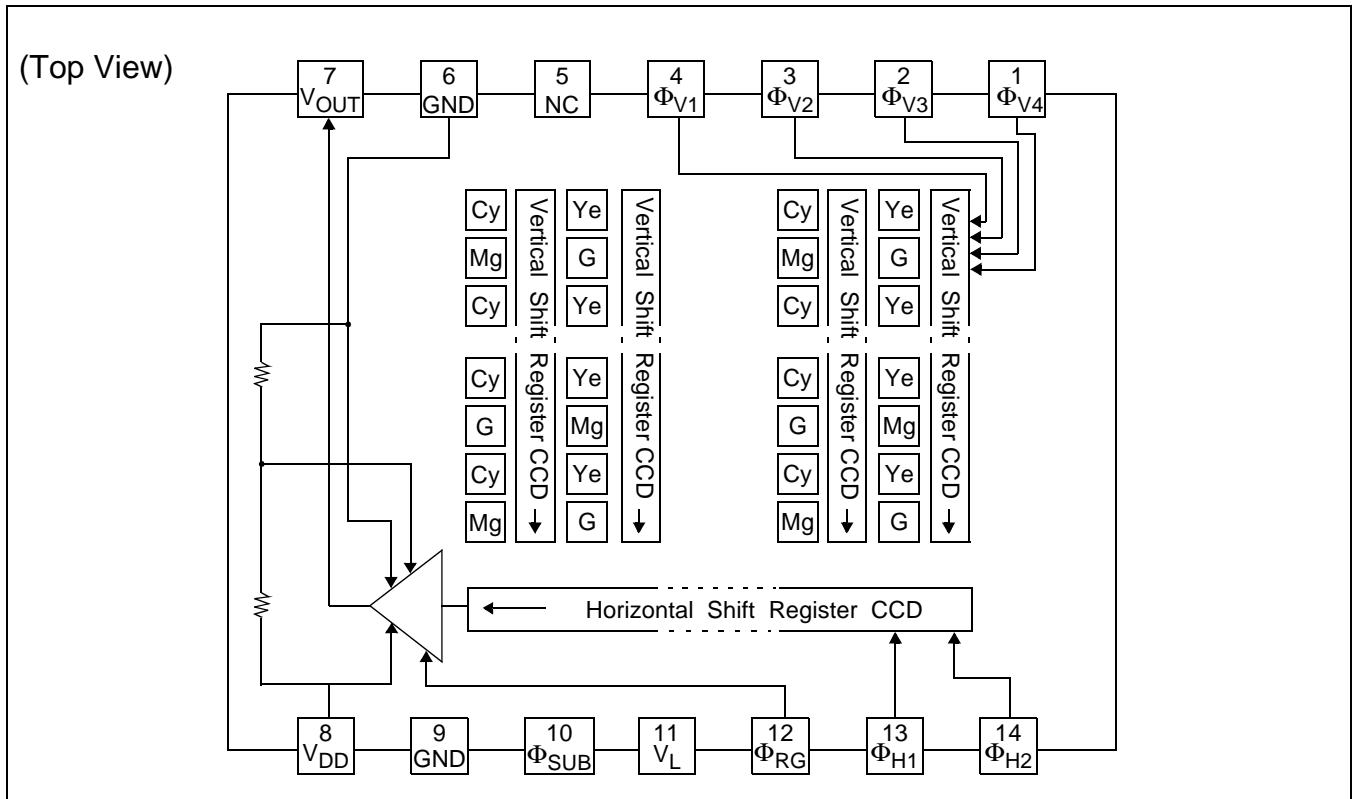 (Top View)
7 6 5 4 3 2 1
VOUT GND NC ΦV1 ΦV2 ΦV3 ΦV4
Cy Ye Cy Ye
Mg G Mg G
Cy Ye Cy Ye
Cy Ye Cy Ye
G Mg G Mg
Cy Ye Cy Ye
Mg G Mg G
Vertical Shift Register CCD
Vertical Shift Register CCD
Vertical Shift Register CCD
Vertical Shift Register CCD
Horizontal Shift Register CCD
8 9 10 11 12 13 14
VDD GND ΦSUB VL ΦRG ΦH1 ΦH2